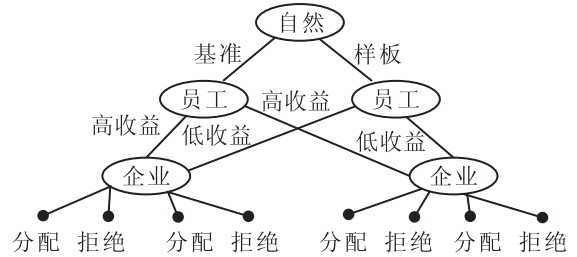 自然
基准 样板
员工 员工
高收益 低收益 高收益 低收益
企业 企业
分配 拒绝 分配 拒绝 分配 拒绝 分配 拒绝